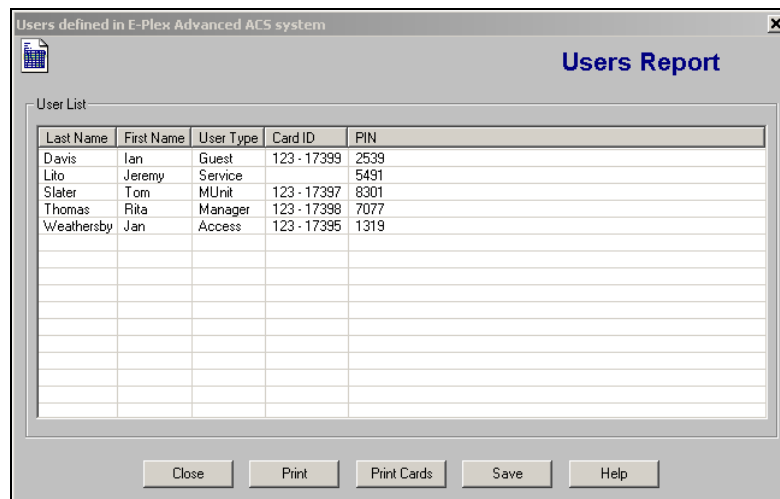 Users defined in E-Plex Advanced ACS system
Users Report
User List
Last Name First Name User Type Card ID PIN
Davis Ian Guest 123 - 17399 2539
Lito Jeremy Service 5491
Slater Tom MUnit 123 - 17397 8301
Thomas Rita Manager 123 - 17398 7077
Weathersby Jan Access 123 - 17395 1319
Close Print Print Cards Save Help